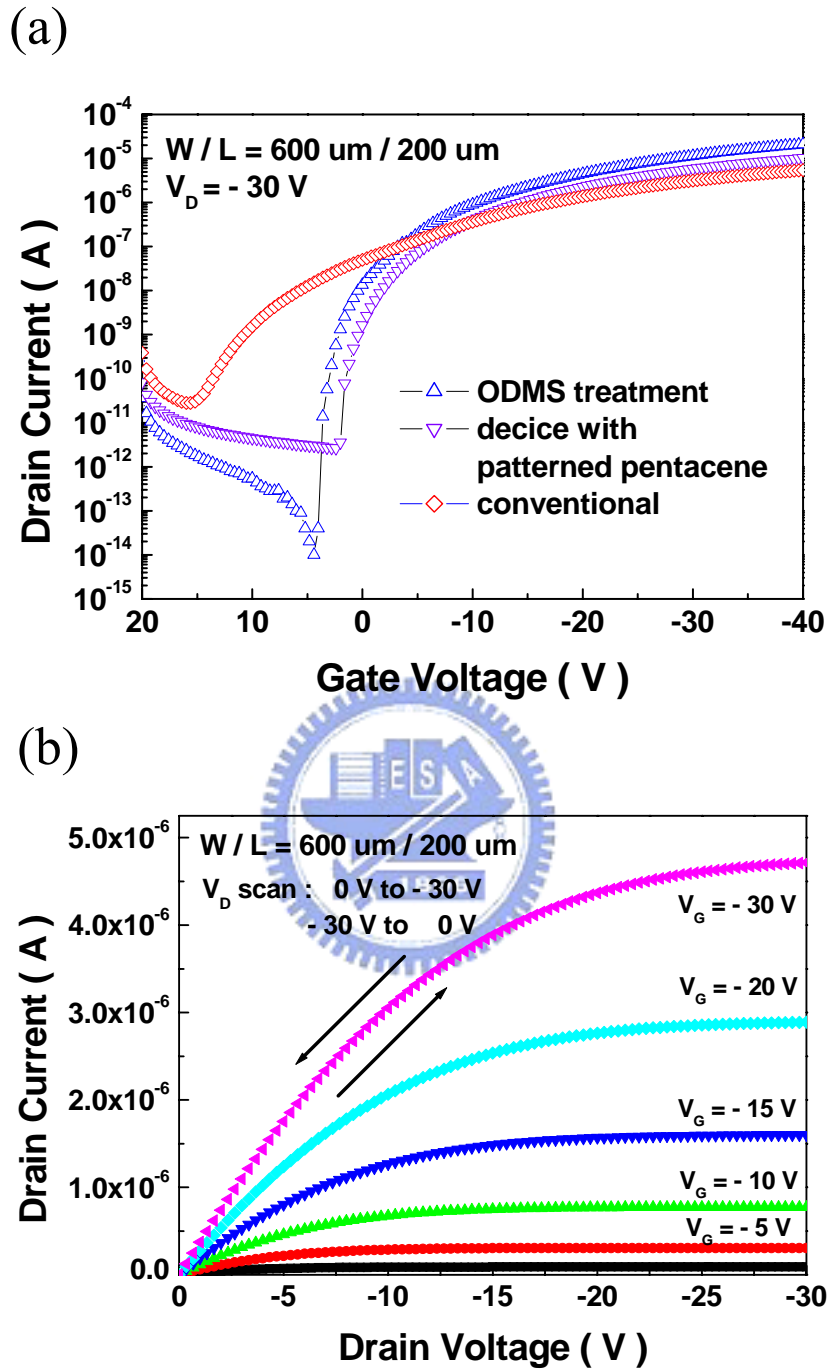 (a)
10⁻⁴
10⁻⁵
10⁻⁶
10⁻⁷
10⁻⁸
10⁻⁹
10⁻¹⁰
10⁻¹¹
10⁻¹²
10⁻¹³
10⁻¹⁴
10⁻¹⁵
Drain Current ( A )
W / L = 600 um / 200 um
V_D = - 30 V
ODMS treatment
decice with
patterned pentacene
conventional
20 10 0 -10 -20 -30 -40
Gate Voltage ( V )
(b)
E S A
5.0x10⁻⁶
4.0x10⁻⁶
3.0x10⁻⁶
2.0x10⁻⁶
1.0x10⁻⁶
0.0
Drain Current ( A )
W / L = 600 um / 200 um
V_D scan : 0 V to - 30 V
- 30 V to 0 V
V_G = - 30 V
V_G = - 20 V
V_G = - 15 V
V_G = - 10 V
V_G = - 5 V
0 -5 -10 -15 -20 -25 -30
Drain Voltage ( V )